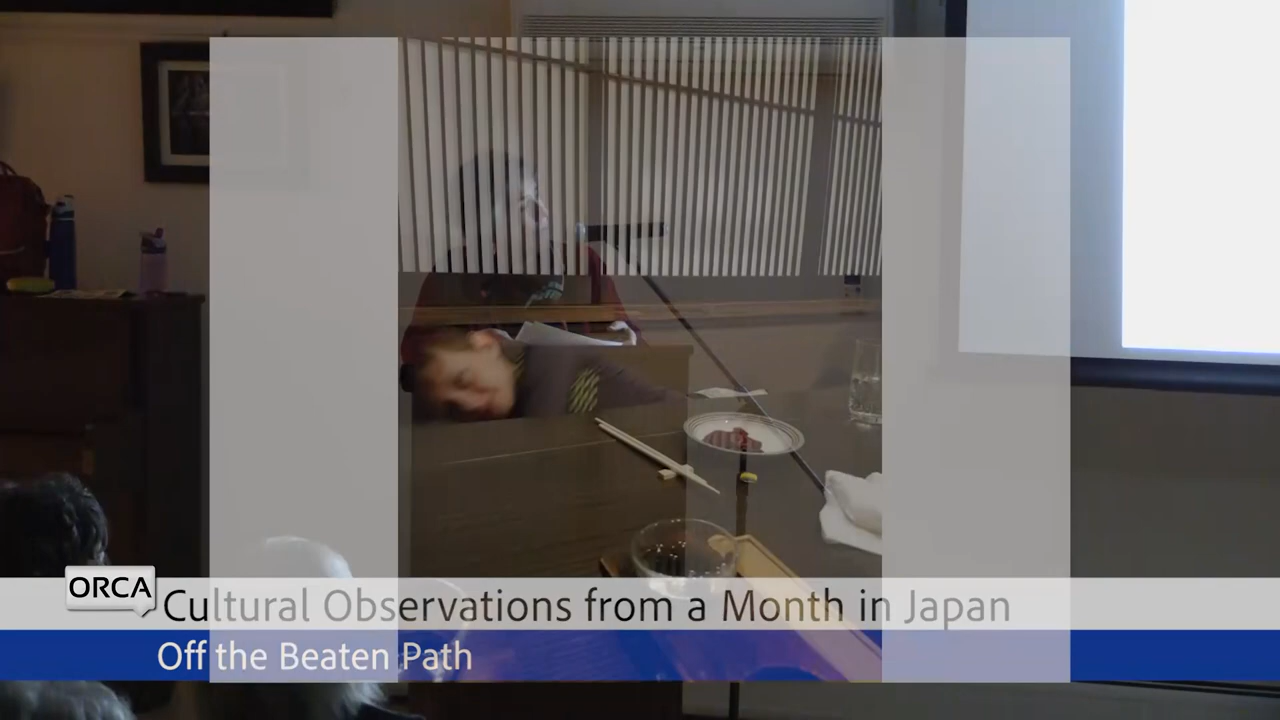 ORCA
Cultural Observations from a Month in Japan
Off the Beaten Path